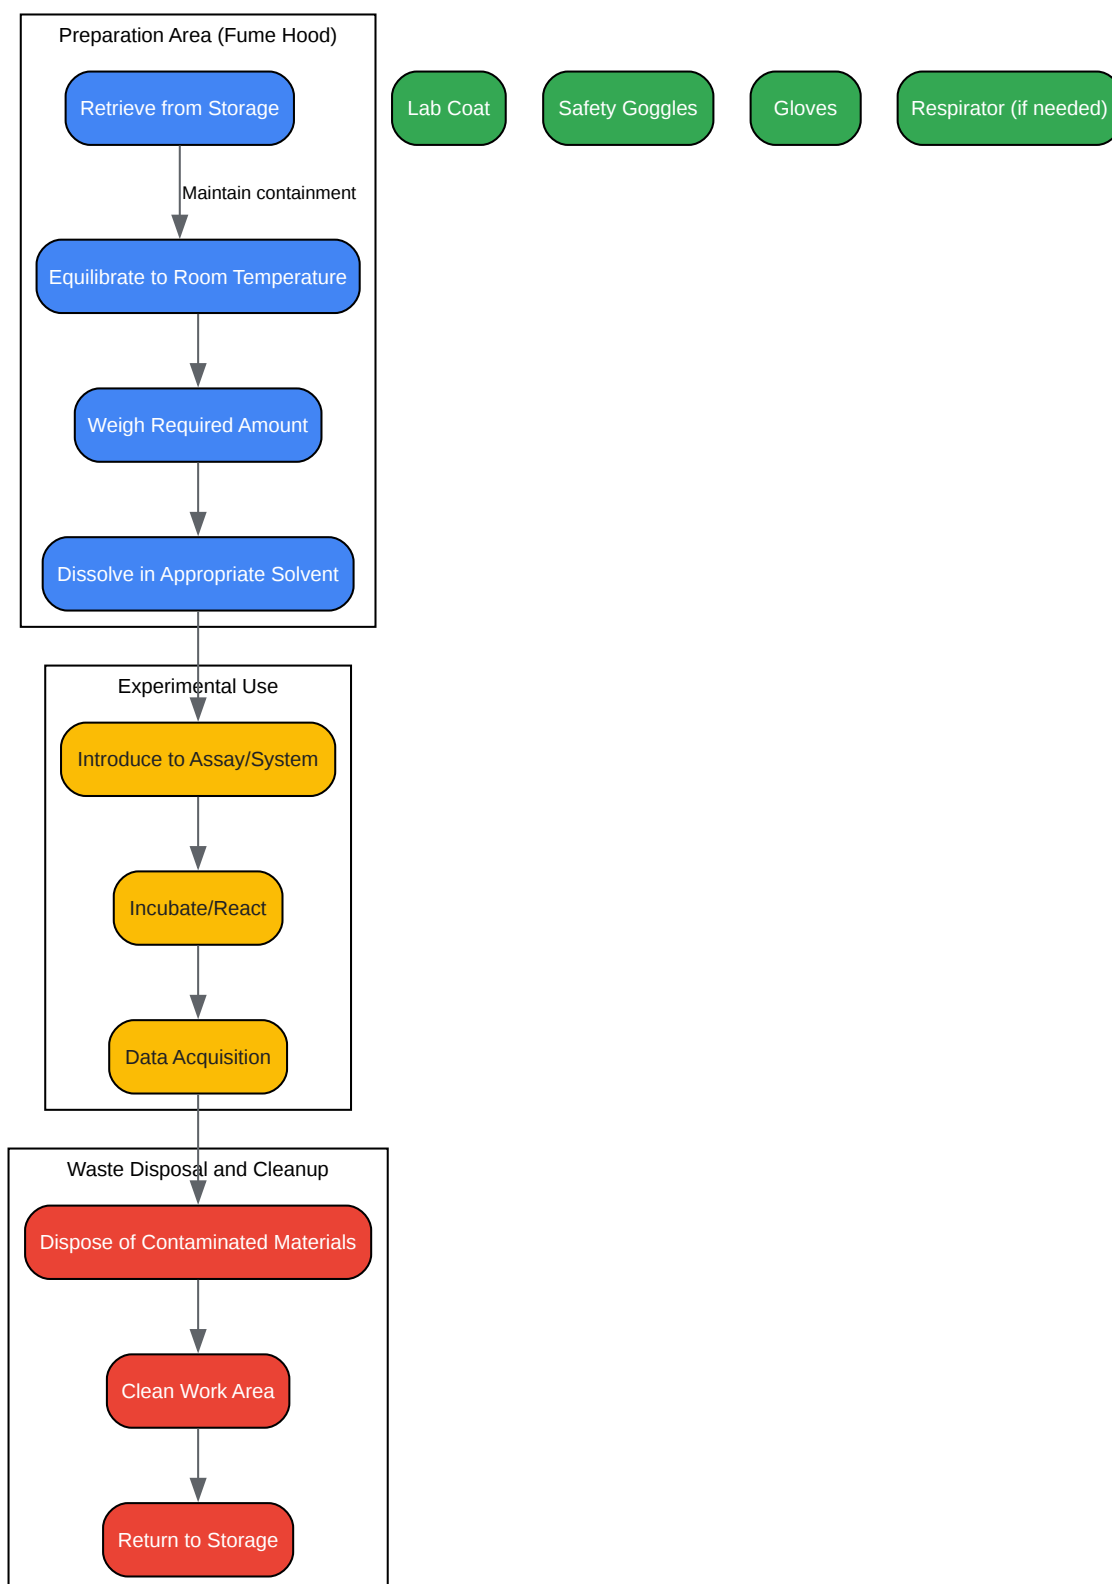 Preparation Area (Fume Hood)
Retrieve from Storage
Lab Coat
Safety Goggles
Gloves
Respirator (if needed)
Maintain containment
Equilibrate to Room Temperature
Weigh Required Amount
Dissolve in Appropriate Solvent
Experimental Use
Introduce to Assay/System
Incubate/React
Data Acquisition
Waste Disposal and Cleanup
Dispose of Contaminated Materials
Clean Work Area
Return to Storage